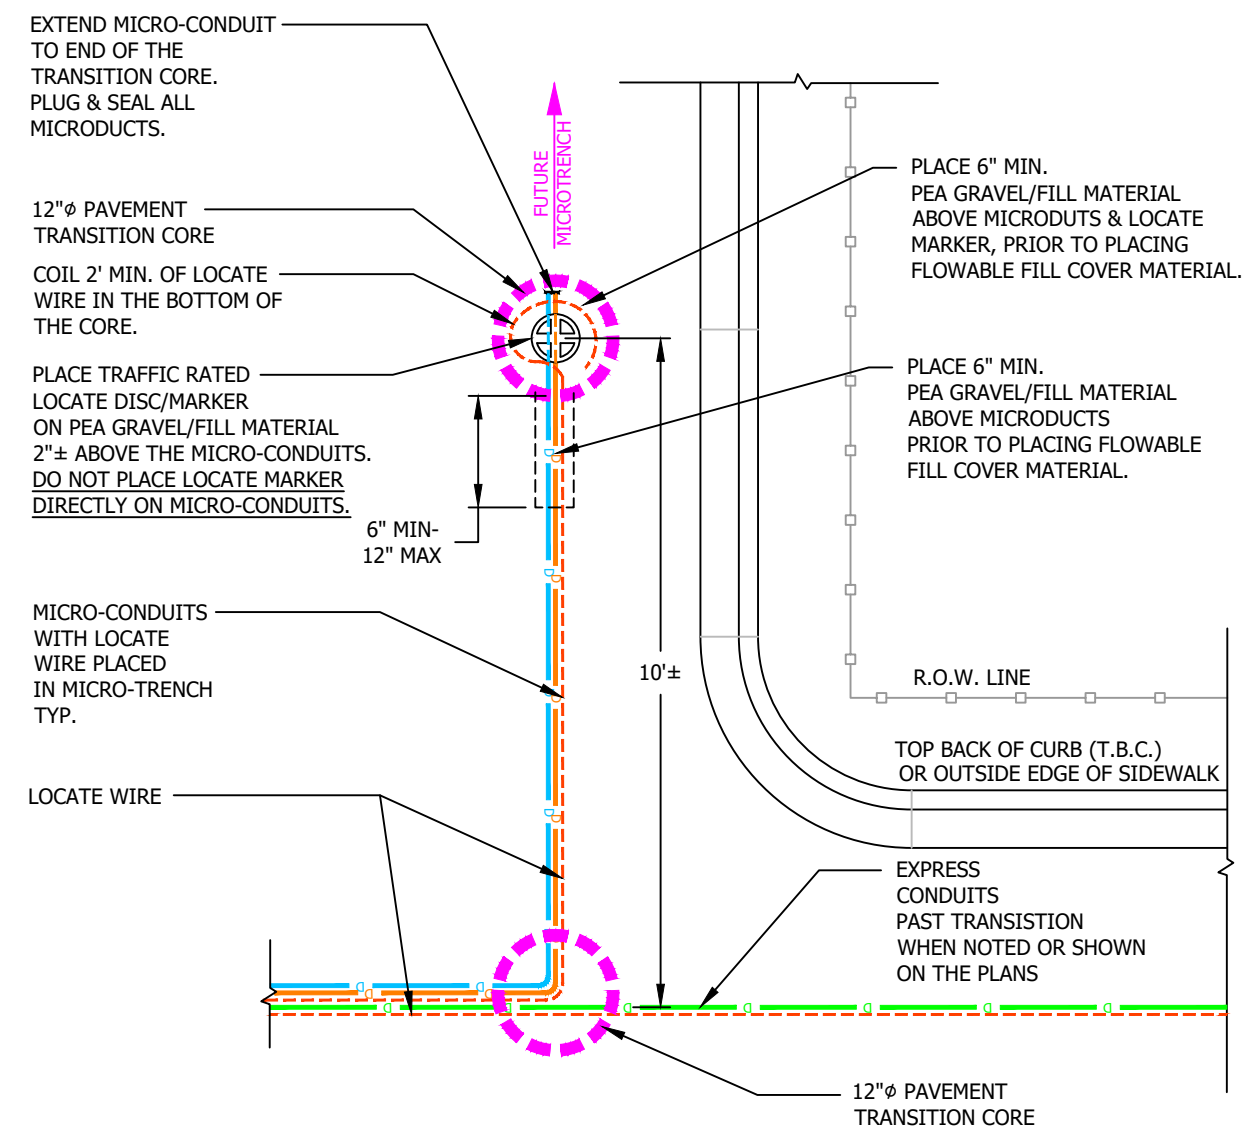 EXTEND MICRO-CONDUIT
TO END OF THE
TRANSITION CORE.
PLUG & SEAL ALL
MICRODUCTS.
12"ø PAVEMENT
TRANSITION CORE
COIL 2' MIN. OF LOCATE
WIRE IN THE BOTTOM OF
THE CORE.
PLACE TRAFFIC RATED
LOCATE DISC/MARKER
ON PEA GRAVEL/FILL MATERIAL
2"± ABOVE THE MICRO-CONDUITS.
DO NOT PLACE LOCATE MARKER
DIRECTLY ON MICRO-CONDUITS.
6" MIN-
12" MAX
MICRO-CONDUITS
WITH LOCATE
WIRE PLACED
IN MICRO-TRENCH
TYP.
LOCATE WIRE
FUTURE
MICROTRENCH
PLACE 6" MIN.
PEA GRAVEL/FILL MATERIAL
ABOVE MICRODUTS & LOCATE
MARKER, PRIOR TO PLACING
FLOWABLE FILL COVER MATERIAL.
PLACE 6" MIN.
PEA GRAVEL/FILL MATERIAL
ABOVE MICRODUCTS
PRIOR TO PLACING FLOWABLE
FILL COVER MATERIAL.
10'±
R.O.W. LINE
TOP BACK OF CURB (T.B.C.)
OR OUTSIDE EDGE OF SIDEWALK
EXPRESS
CONDUITS
PAST TRANSISTION
WHEN NOTED OR SHOWN
ON THE PLANS
12"ø PAVEMENT
TRANSITION CORE